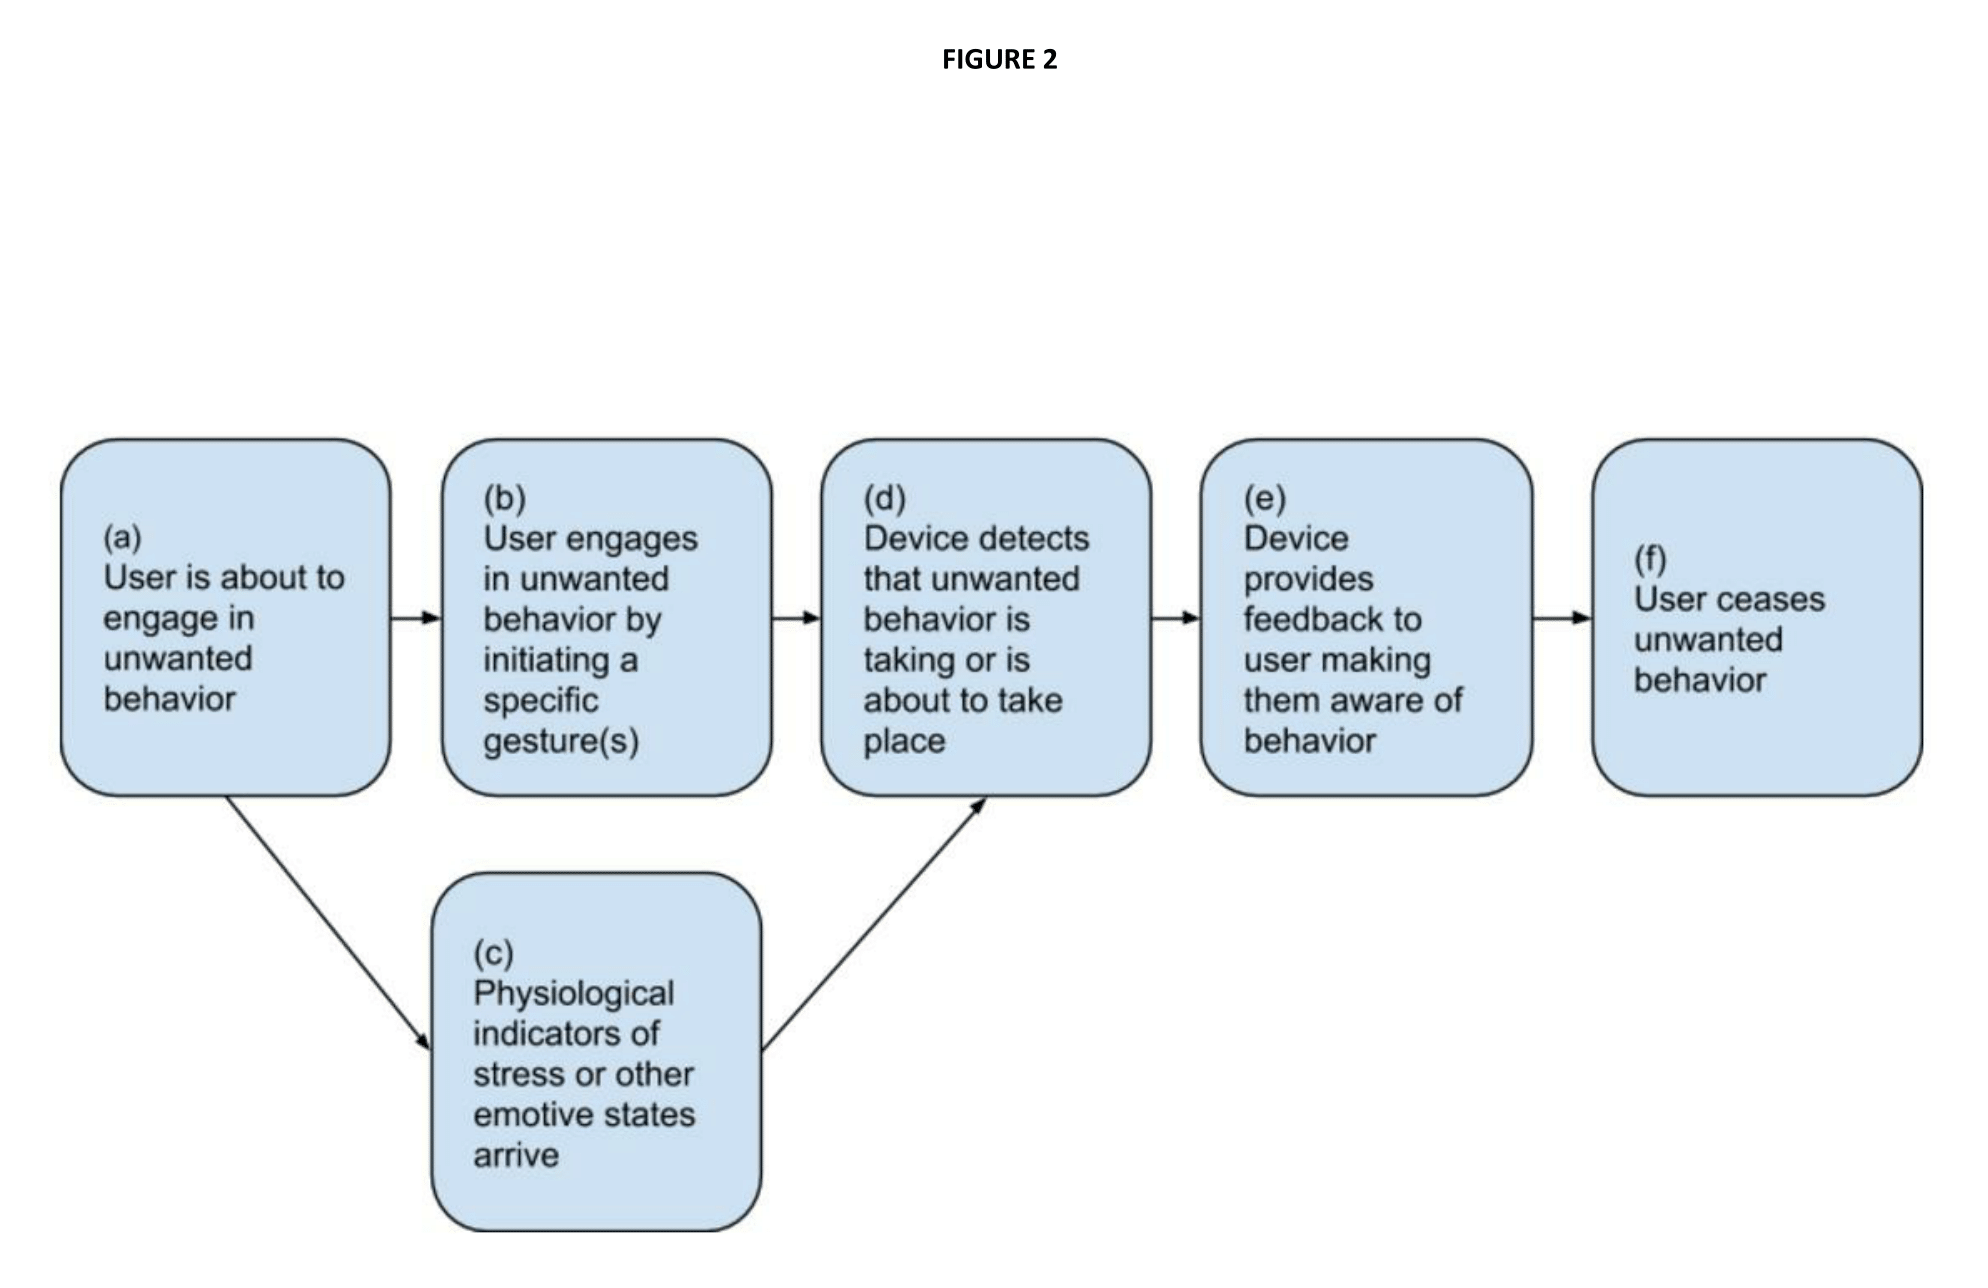 FIGURE 2
(a)
User is about to
engage in
unwanted
behavior
(b)
User engages
in unwanted
behavior by
initiating a
specific
gesture(s)
(d)
Device detects
that unwanted
behavior is
taking or is
about to take
place
(e)
Device
provides
feedback to
user making
them aware of
behavior
(f)
User ceases
unwanted
behavior
(c)
Physiological
indicators of
stress or other
emotive states
arrive